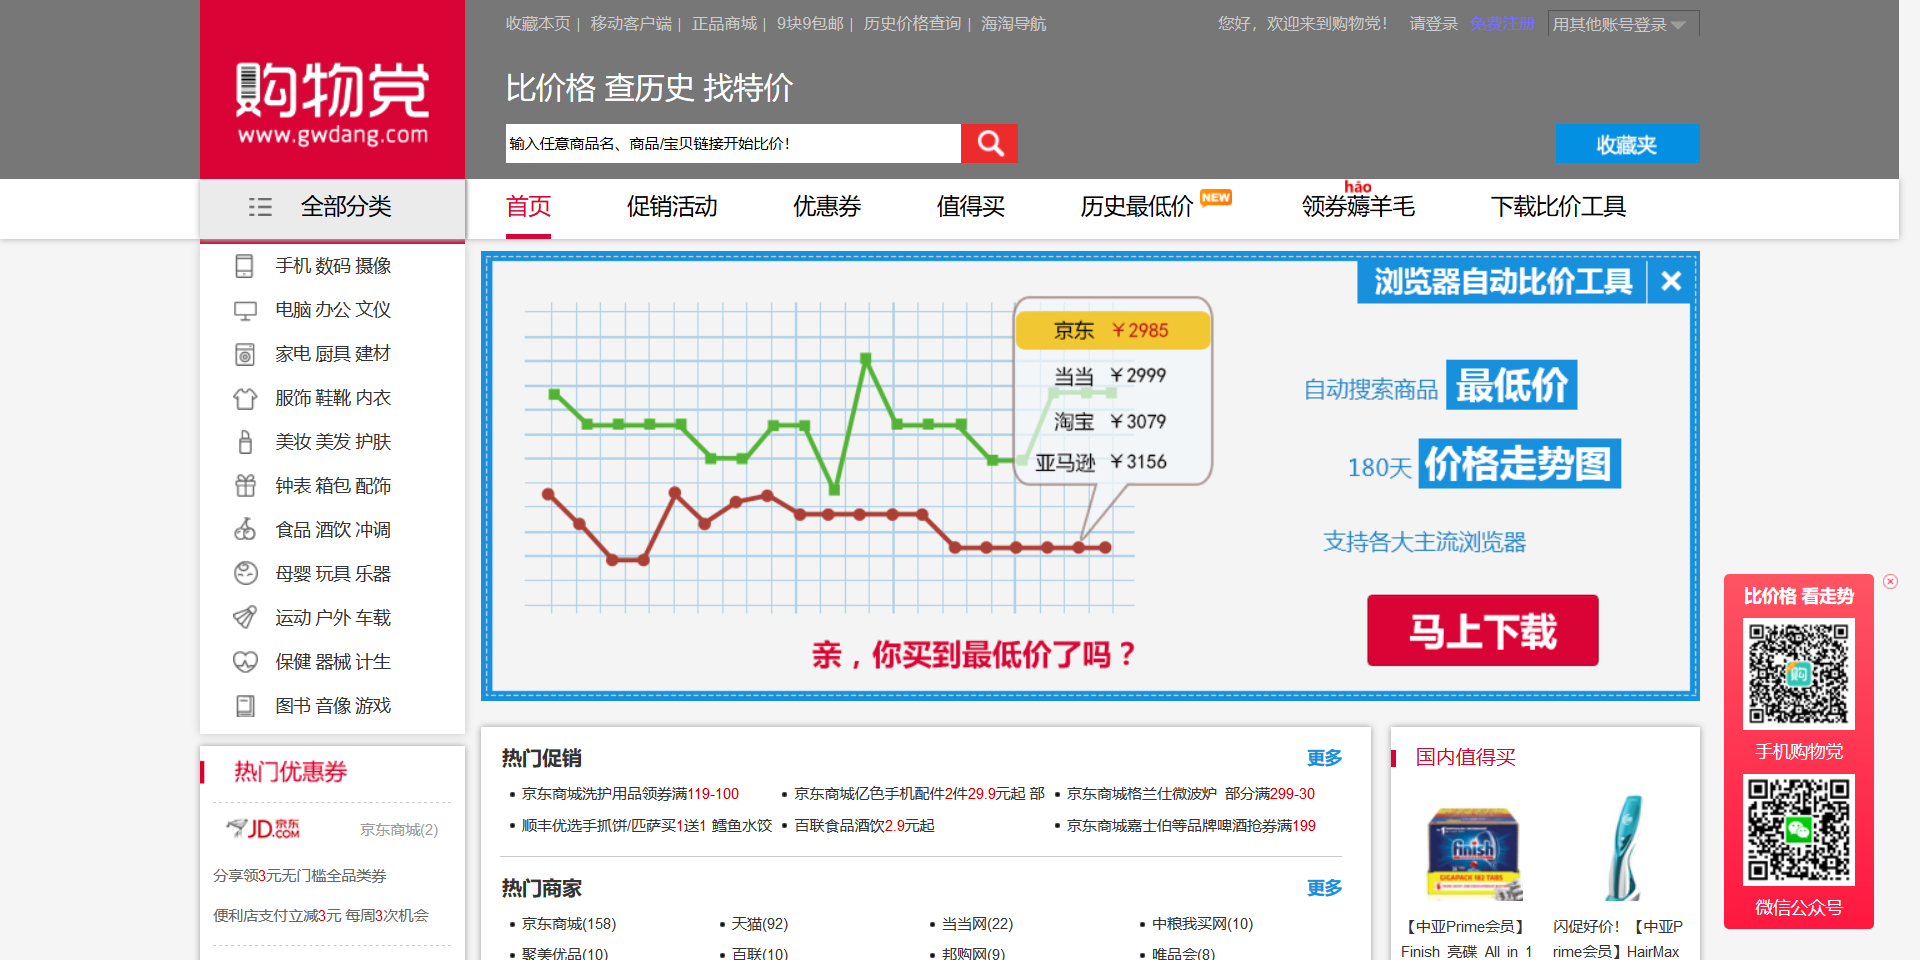 收藏本页 | 移动客户端 | 正品商城 | 9块9包邮 | 历史价格查询 | 海淘导航
您好，欢迎来到购物党！ 请登录 免费注册 用其他账号登录
购物党
www.gwdang.com
比价格 查历史 找特价
输入任意商品名、商品/宝贝链接开始比价！
收藏夹
全部分类
首页 促销活动 优惠券 值得买 历史最低价 NEW 领券薅羊毛 hāo 下载比价工具
手机 数码 摄像
电脑 办公 文仪
家电 厨具 建材
服饰 鞋靴 内衣
美妆 美发 护肤
钟表 箱包 配饰
食品 酒饮 冲调
母婴 玩具 乐器
运动 户外 车载
保健 器械 计生
图书 音像 游戏
浏览器自动比价工具
京东 ¥2985
当当 ¥2999
淘宝 ¥3079
亚马逊 ¥3156
自动搜索商品 最低价
180天 价格走势图
支持各大主流浏览器
马上下载
亲，你买到最低价了吗？
比价格 看走势
购
手机购物党
微信公众号
热门优惠券
JD 京东 .COM
京东商城(2)
分享领3元无门槛全品类券
便利店支付立减3元 每周3次机会
热门促销 更多
京东商城洗护用品领券满119-100
京东商城亿色手机配件2件29.9元起 部
京东商城格兰仕微波炉 部分满299-30
顺丰优选手抓饼/匹萨买1送1 鳕鱼水饺
百联食品酒饮2.9元起
京东商城嘉士伯等品牌啤酒抢券满199
热门商家 更多
京东商城(158) 天猫(92) 当当网(22) 中粮我买网(10)
聚美优品(10) 百联(10) 邦购网(9) 唯品会(8)
国内值得买
finish
GIGAPACK 182 TABS
【中亚Prime会员】
Finish 亮碟 All in 1
闪促好价！【中亚P
rime会员】HairMax